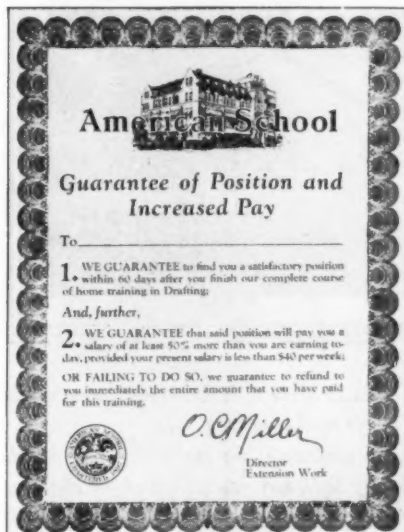 American School
Guarantee of Position and
Increased Pay
To
1. WE GUARANTEE to find you a satisfactory position
within 60 days after you finish our complete course
of home training in Drafting;
And, further,
2. WE GUARANTEE that said position will pay you a
salary of at least 50% more than you are earning to-
day, provided your present salary is less than $40 per week;
OR FAILING TO DO SO, we guarantee to refund to
you immediately the entire amount that you have paid
for this training.
O. C. Miller
Director
Extension Work